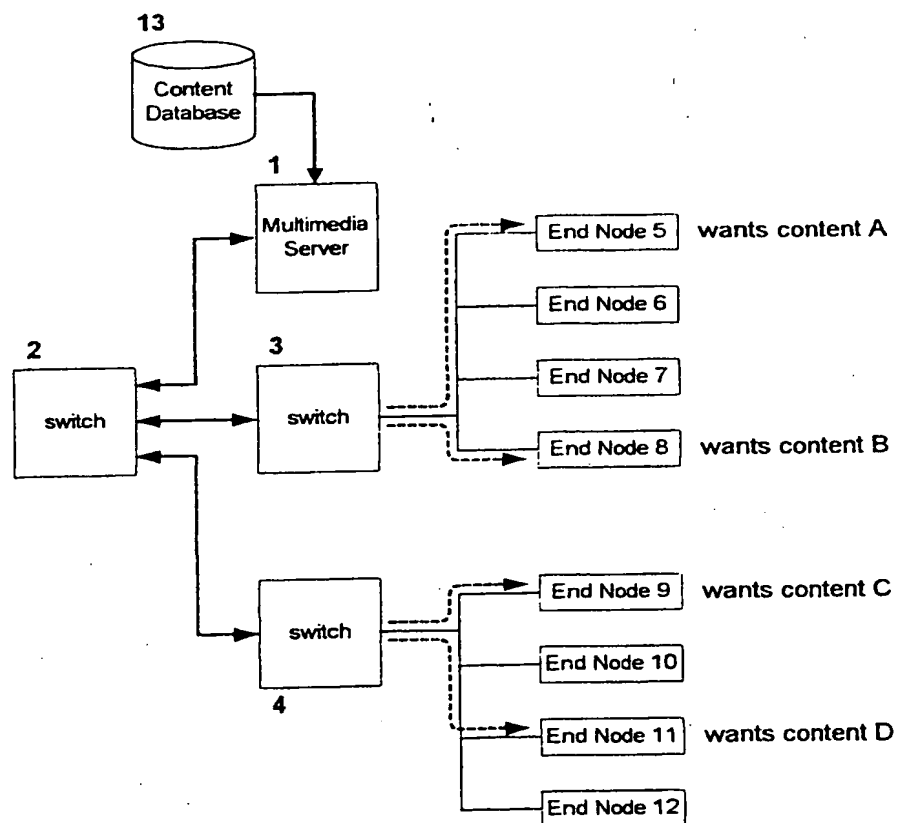 13
Content
Database
1
Multimedia
Server
End Node 5 wants content A
End Node 6
2
3
End Node 7
switch
switch
End Node 8 wants content B
End Node 9 wants content C
switch
End Node 10
4
End Node 11 wants content D
End Node 12